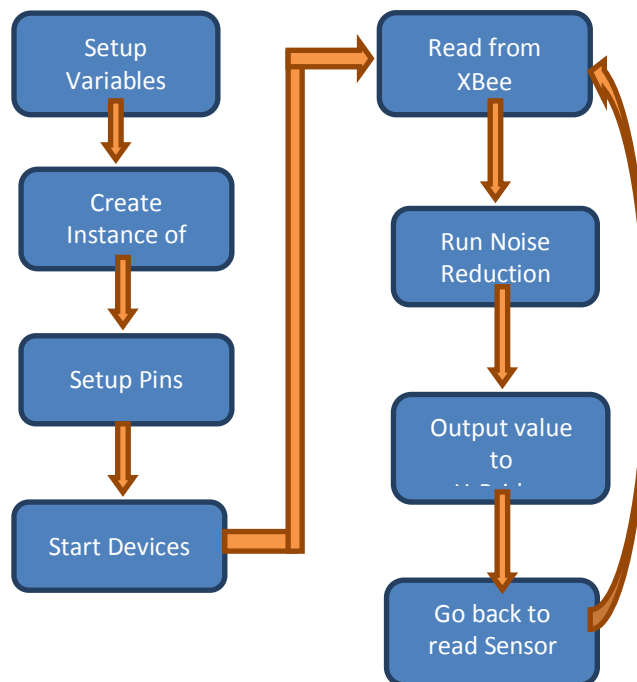 Setup
Variables
Create
Instance of
Setup Pins
Start Devices
Read from
XBee
Run Noise
Reduction
Output value
to
Go back to
read Sensor